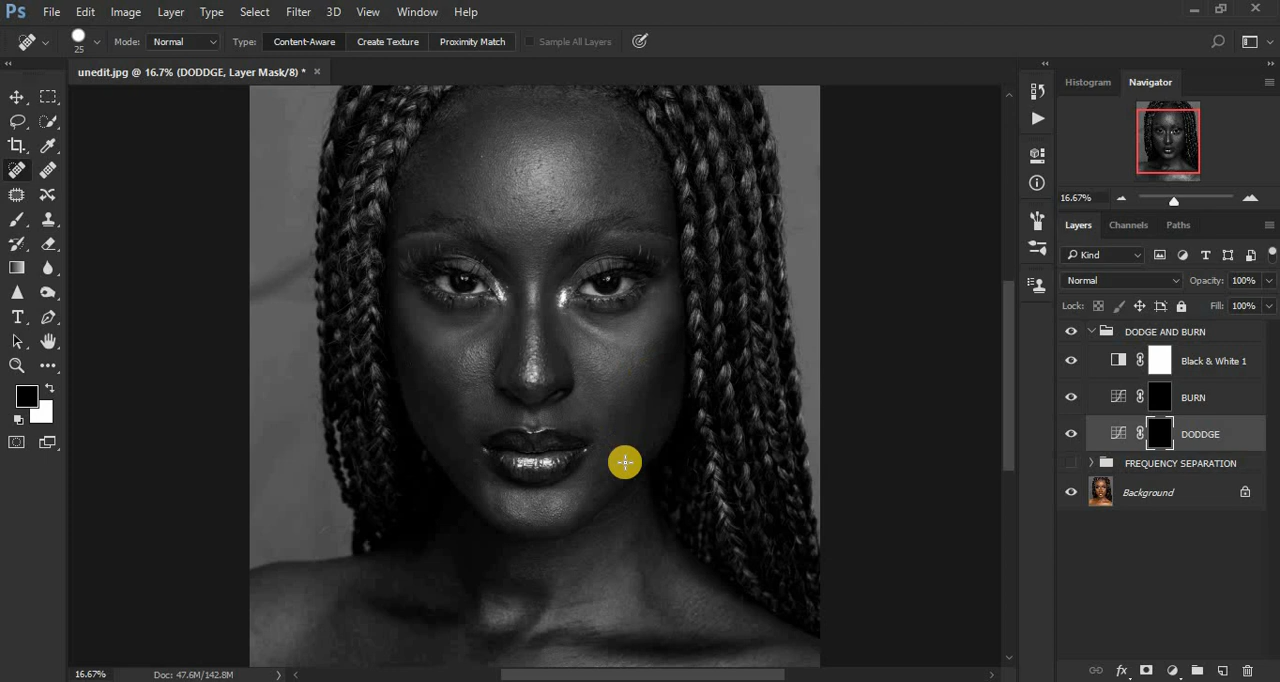 Ps File Edit Image Layer Type Select Filter 3D View Window Help
25 Mode: Normal Type: Content-Aware Create Texture Proximity Match Sample All Layers
unedit.jpg @ 16.7% (DODDGE, Layer Mask/8) * ×
Histogram Navigator
16.67%
Layers Channels Paths
Kind
Normal Opacity: 100%
Lock: Fill: 100%
DODGE AND BURN
Black & White 1
BURN
DODDGE
FREQUENCY SEPARATION
Background
16.67% Doc: 47.6M/142.8M